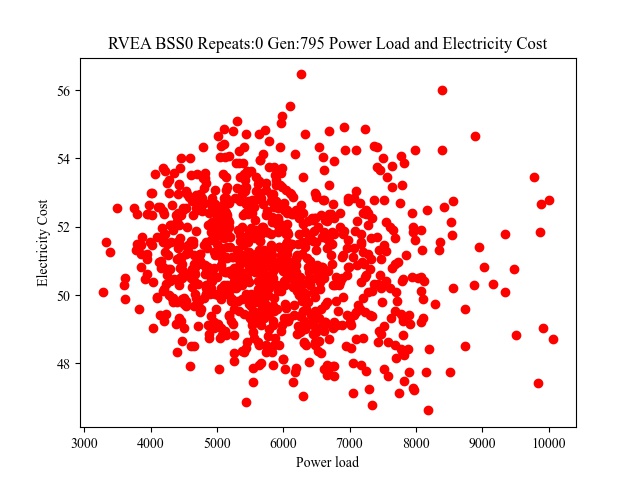 RVEA BSS0 Repeats:0 Gen:795 Power Load and Electricity Cost
56
54
52
50
48
Electricity Cost
3000 4000 5000 6000 7000 8000 9000 10000
Power load